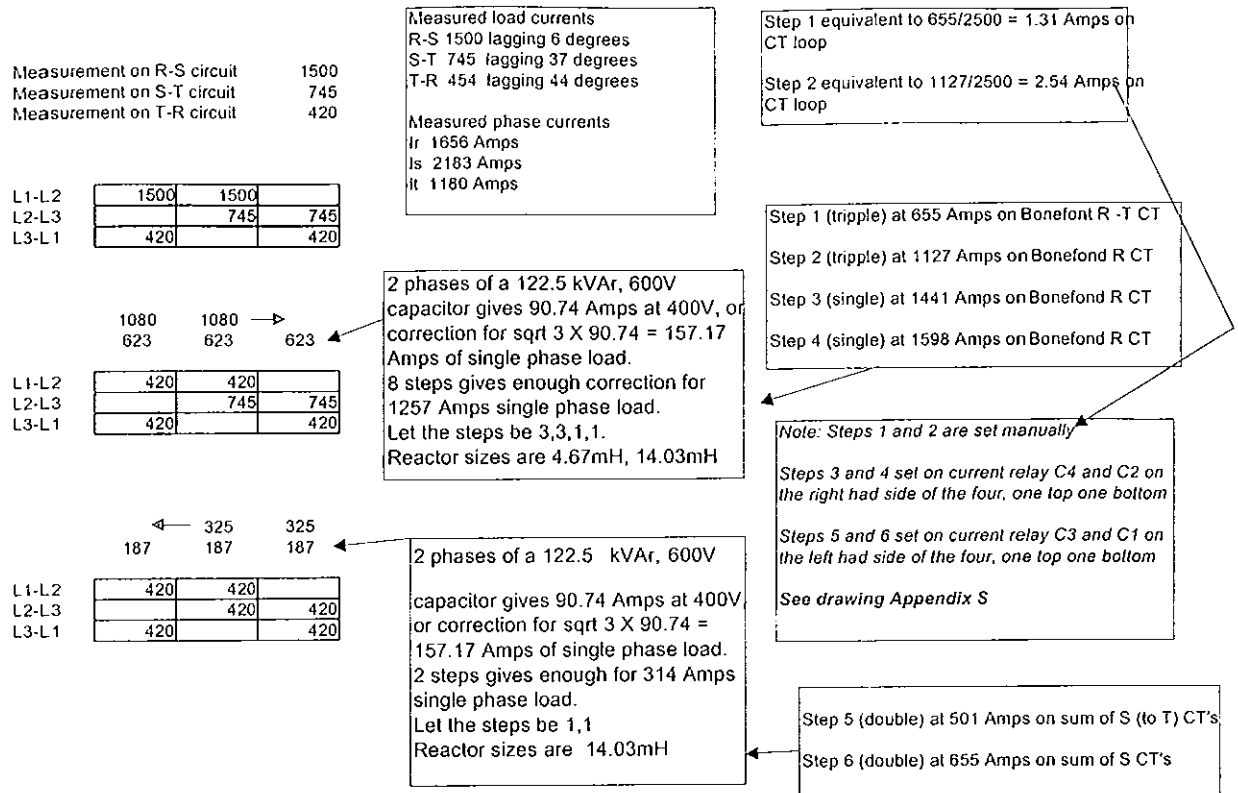 Measurement on R-S circuit 1500
Measurement on S-T circuit 745
Measurement on T-R circuit 420
Measured load currents
R-S 1500 lagging 6 degrees
S-T 745 lagging 37 degrees
T-R 454 lagging 44 degrees
Measured phase currents
Ir 1656 Amps
Is 2183 Amps
It 1180 Amps
Step 1 equivalent to 655/2500 = 1.31 Amps on
CT loop
Step 2 equivalent to 1127/2500 = 2.54 Amps on
CT loop
L1-L2 1500 1500
L2-L3 745 745
L3-L1 420 420
Step 1 (tripple) at 655 Amps on Bonefont R -T CT
Step 2 (tripple) at 1127 Amps on Bonefond R CT
Step 3 (single) at 1441 Amps on Bonefond R CT
Step 4 (single) at 1598 Amps on Bonefond R CT
1080 1080
623 623 623
L1-L2 420 420
L2-L3 745 745
L3-L1 420 420
2 phases of a 122.5 kVAr, 600V
capacitor gives 90.74 Amps at 400V, or
correction for sqrt 3 X 90.74 = 157.17
Amps of single phase load.
8 steps gives enough correction for
1257 Amps single phase load.
Let the steps be 3,3,1,1.
Reactor sizes are 4.67mH, 14.03mH
Note: Steps 1 and 2 are set manually
Steps 3 and 4 set on current relay C4 and C2 on
the right had side of the four, one top one bottom
Steps 5 and 6 set on current relay C3 and C1 on
the left had side of the four, one top one bottom
See drawing Appendix S
325 325
187 187 187
L1-L2 420 420
L2-L3 420 420
L3-L1 420 420
2 phases of a 122.5 kVAr, 600V
capacitor gives 90.74 Amps at 400V,
or correction for sqrt 3 X 90.74 =
157.17 Amps of single phase load.
2 steps gives enough for 314 Amps
single phase load.
Let the steps be 1,1
Reactor sizes are 14.03mH
Step 5 (double) at 501 Amps on sum of S (to T) CT's
Step 6 (double) at 655 Amps on sum of S CT's